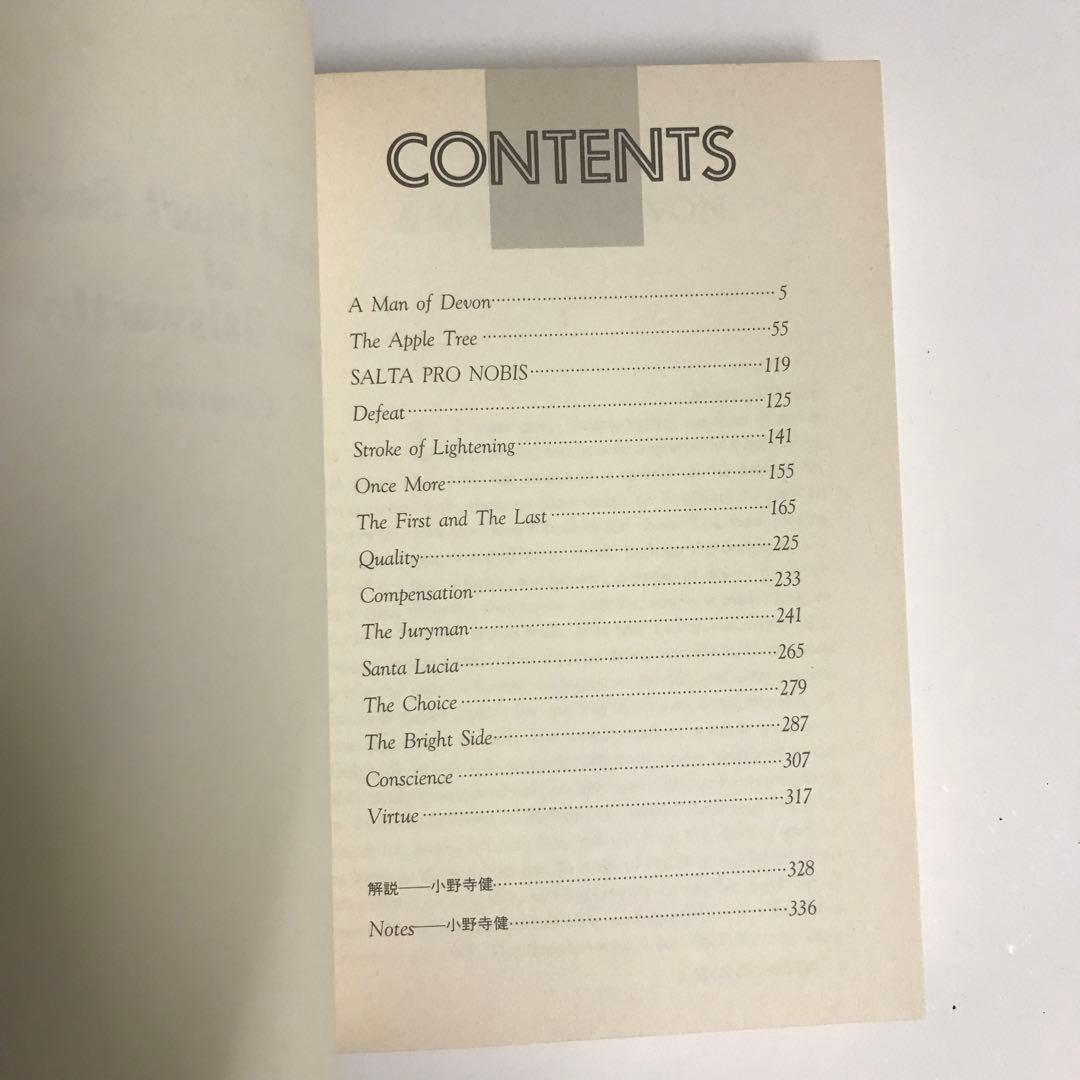 CONTENTS
A Man of Devon 5
The Apple Tree 55
SALTA PRO NOBIS 119
Defeat 125
Stroke of Lightening 141
Once More 155
The First and The Last 165
Quality 225
Compensation 233
The Juryman 241
Santa Lucia 265
The Choice 279
The Bright Side 287
Conscience 307
Virtue 317
解説――小野寺健 328
Notes――小野寺健 336